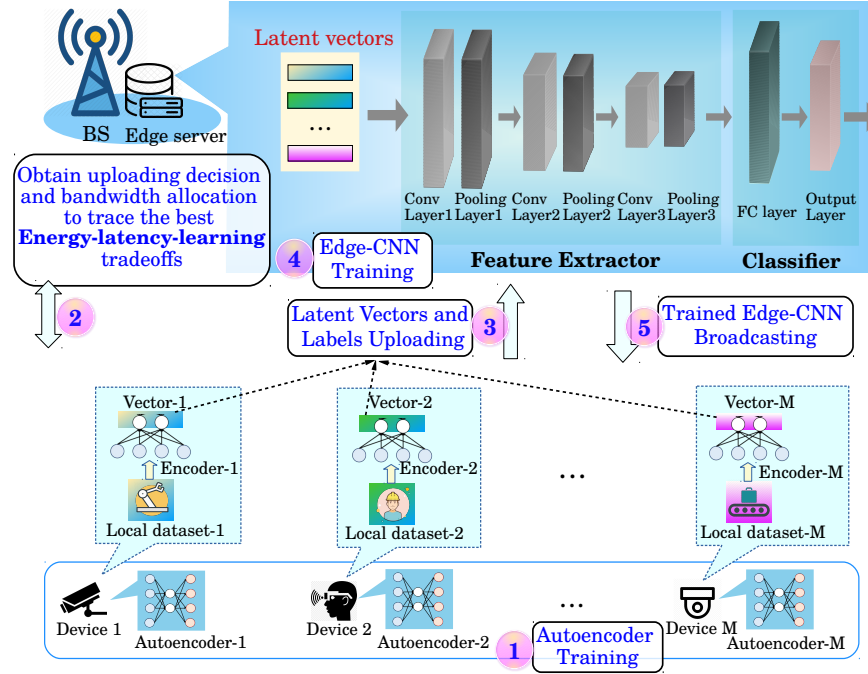 Latent vectors
...
BS
Edge server
Conv
Layer1
Pooling
Layer1
Conv
Layer2
Pooling
Layer2
Conv
Layer3
Pooling
Layer3
FC layer
Output
Layer
Feature Extractor
Classifier
Obtain uploading decision
and bandwidth allocation
to trace the best
Energy-latency-learning
tradeoffs
4
Edge-CNN
Training
2
Latent Vectors and
Labels Uploading
3
5
Trained Edge-CNN
Broadcasting
Vector-1
Encoder-1
Local dataset-1
Vector-2
Encoder-2
Local dataset-2
...
Vector-M
Encoder-M
Local dataset-M
Device 1
Autoencoder-1
Device 2
Autoencoder-2
...
Device M
Autoencoder-M
1
Autoencoder
Training